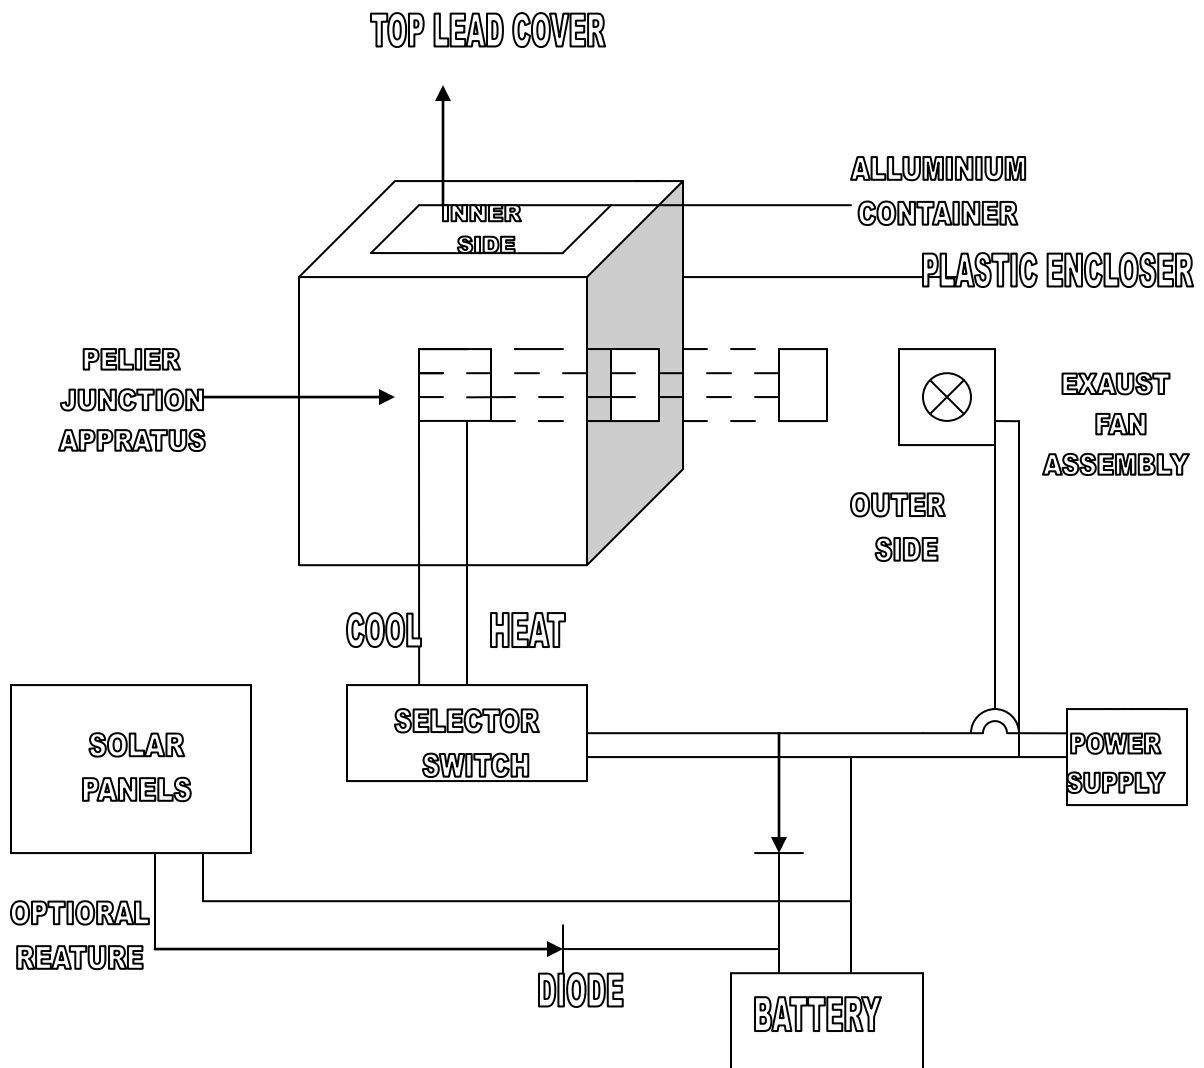 TOP LEAD COVER
ALLUMINIUM
CONTAINER
INNER
SIDE
PLASTIC ENCLOSER
PELIER
JUNCTION
APPRATUS
EXAUST
FAN
ASSEMBLY
OUTER
SIDE
COOL
HEAT
SELECTOR
SWITCH
SOLAR
PANELS
POWER
SUPPLY
OPTIORAL
REATURE
DIODE
BATTERY